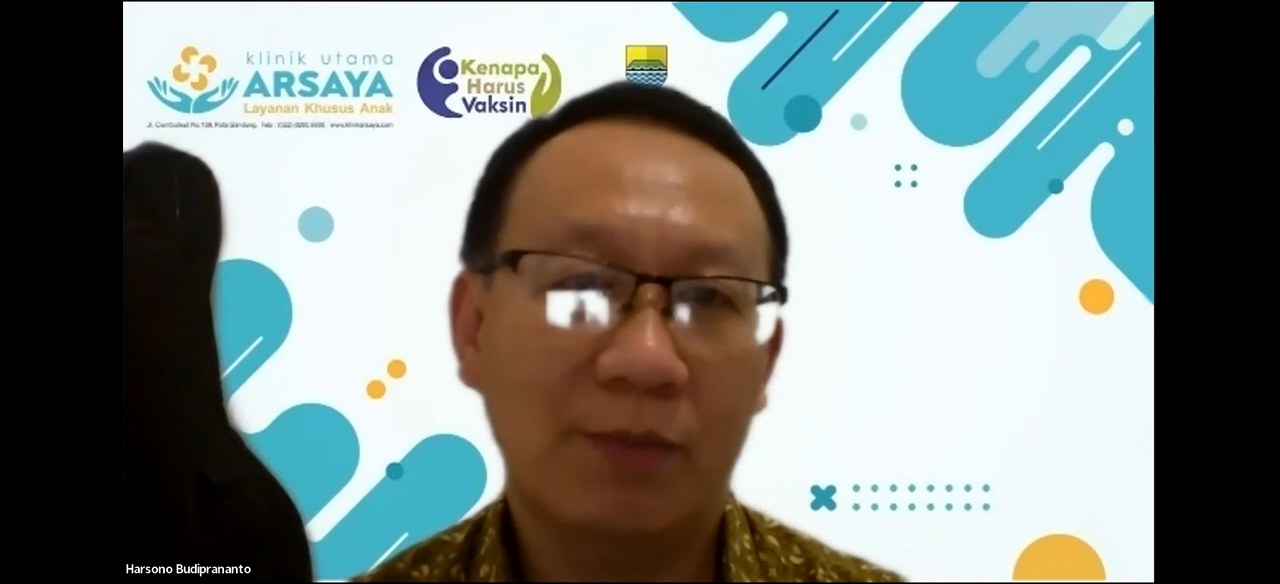 klinik utama
ARSAYA
Layanan Khusus Anak
Kenapa
Harus
Vaksin
Harsono Budiprananto